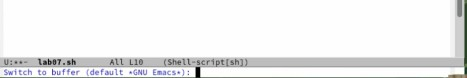 U:**-  lab07.sh       All L10    (Shell-script[sh])
Switch to buffer (default *GNU Emacs*):